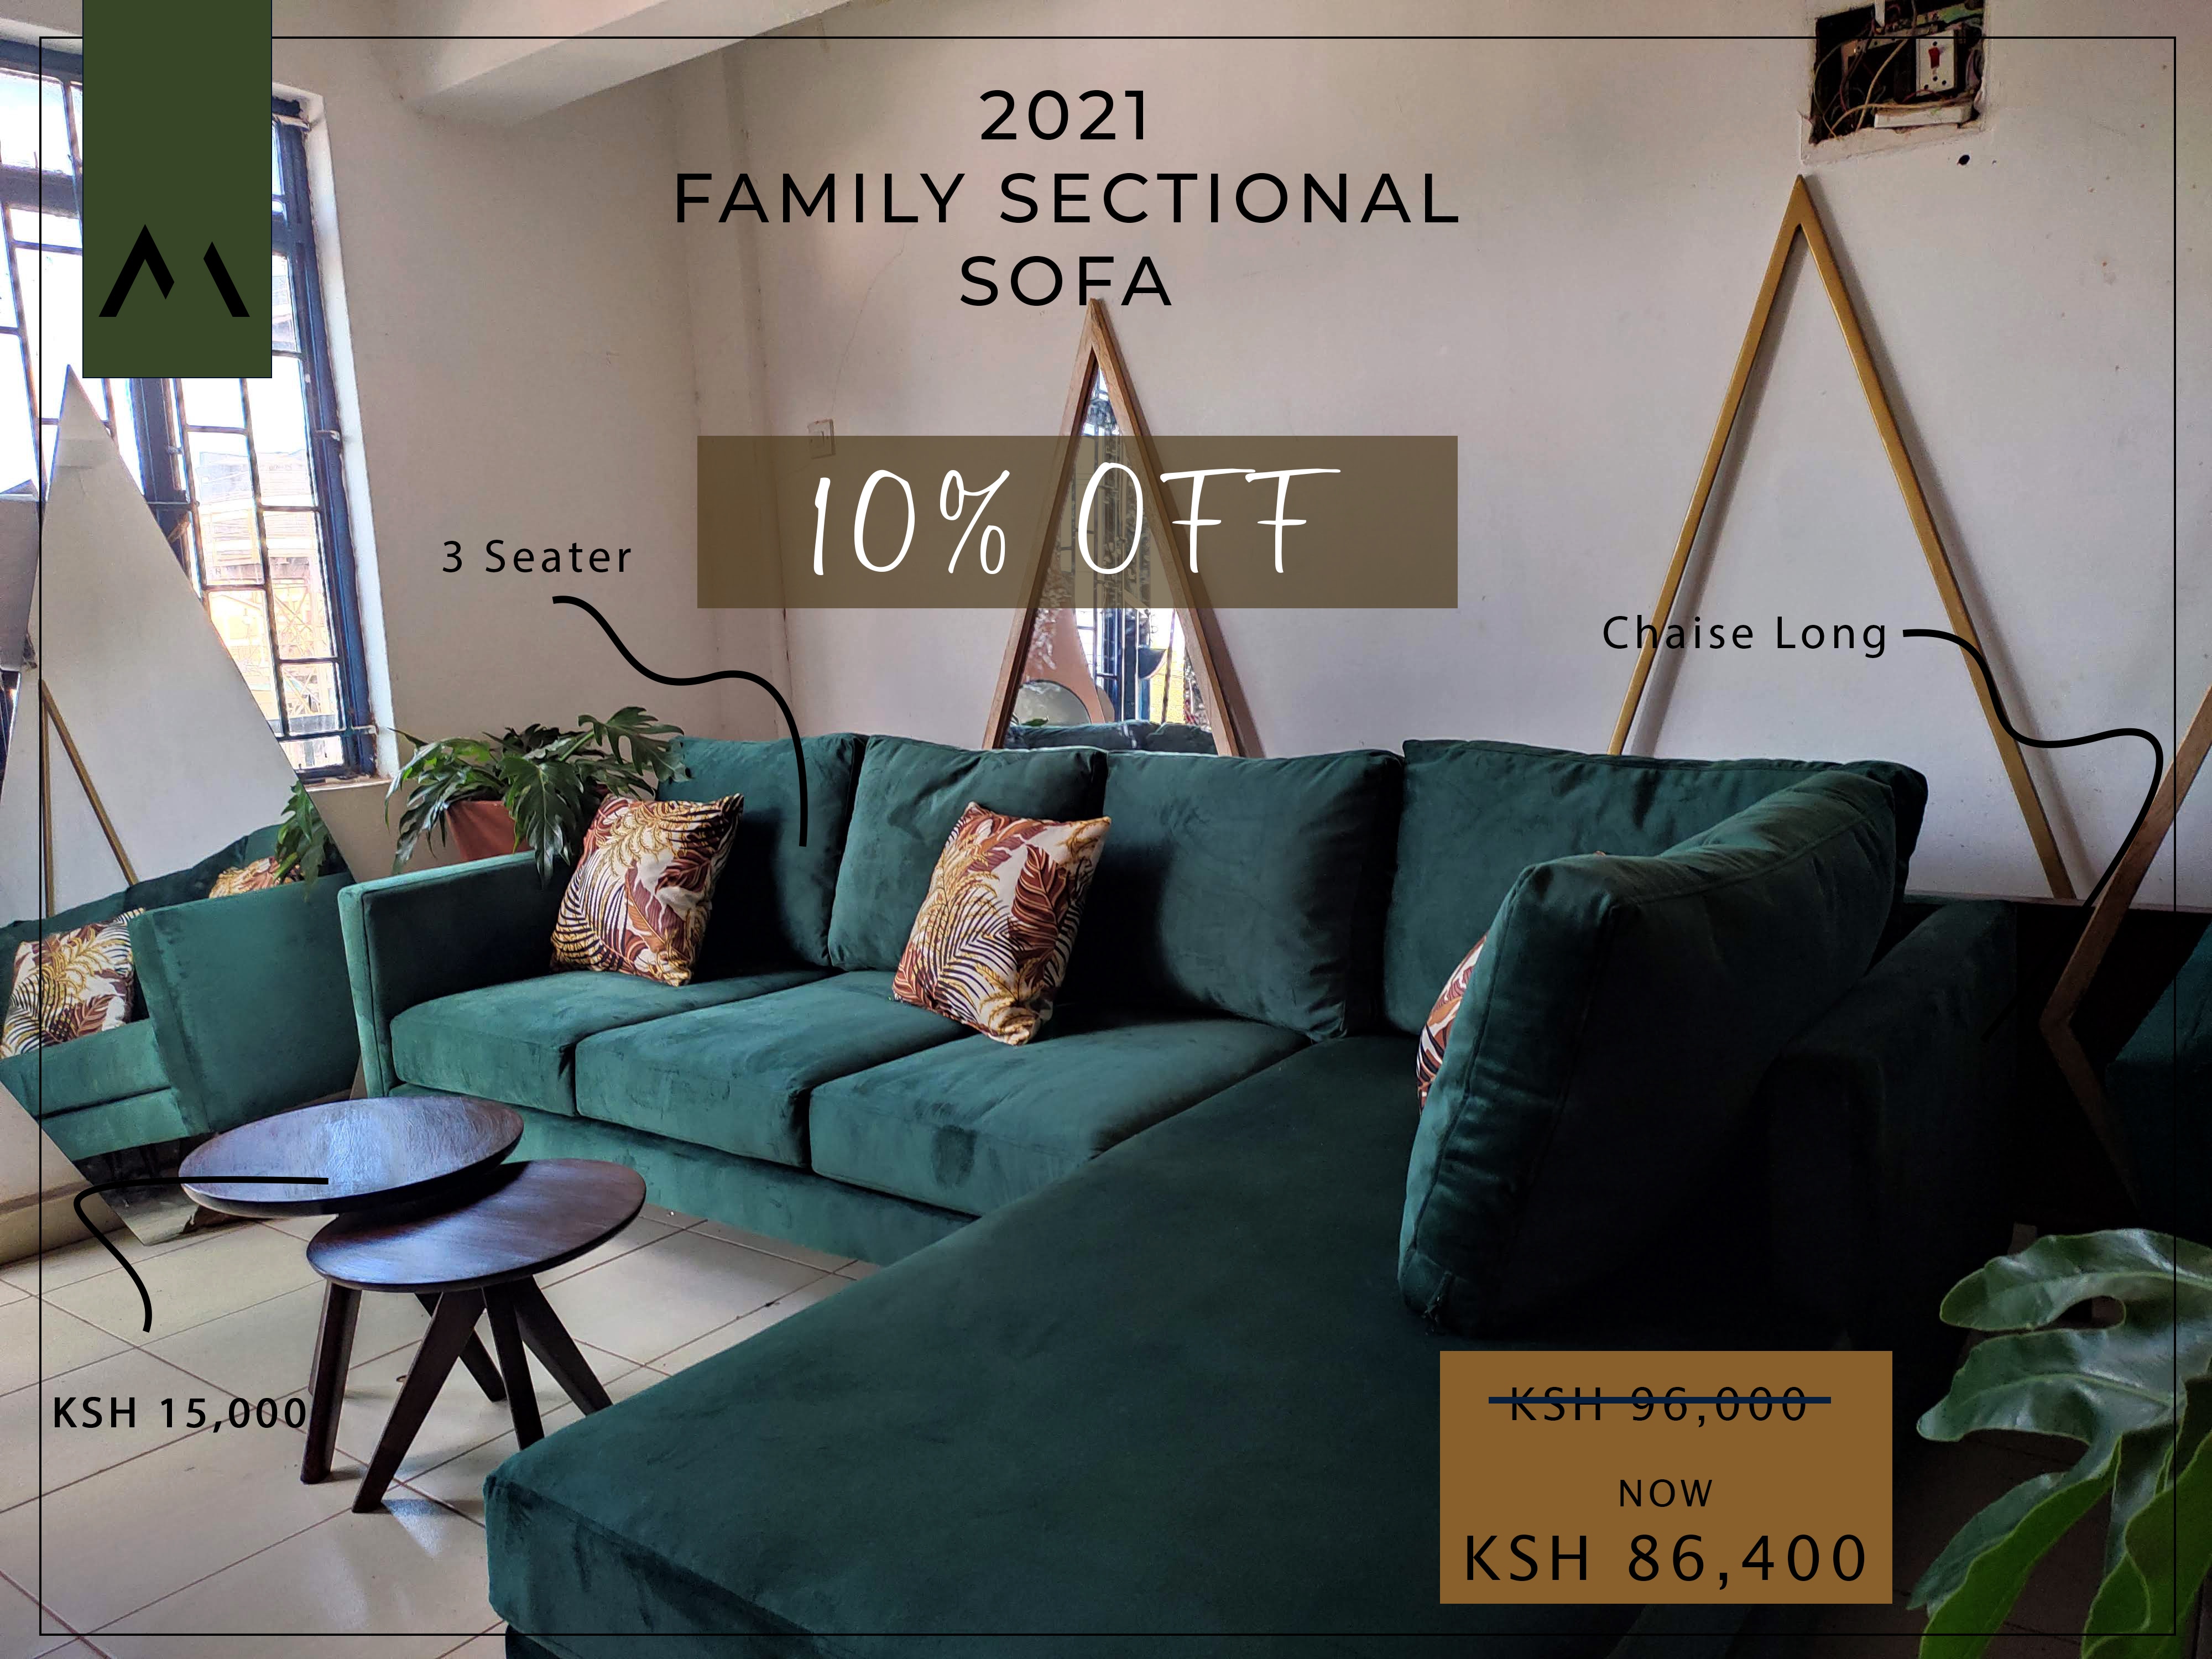 2021
FAMILY SECTIONAL
SOFA
10% OFF
3 Seater
Chaise Long
KSH 15,000
KSH 96,000
NOW
KSH 86,400